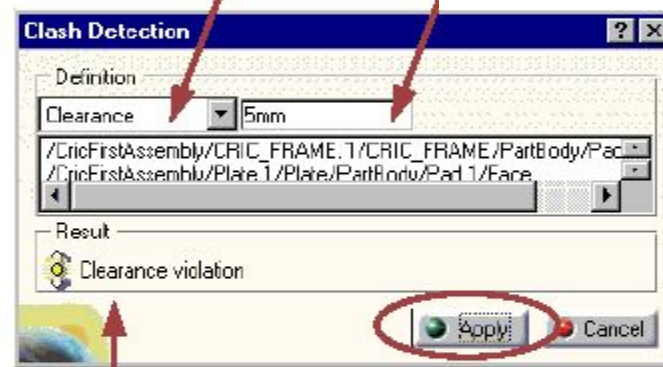 Clash Detection
Definition
Clearance 5mm
/CricFirstAssembly/CRIC_FRAME.1/CRIC_FRAME/PartBody/Pad
/CricFirstAssembly/Plate.1/Plate/PartBody/Pad.1/Face
Result
Clearance violation
Apply Cancel